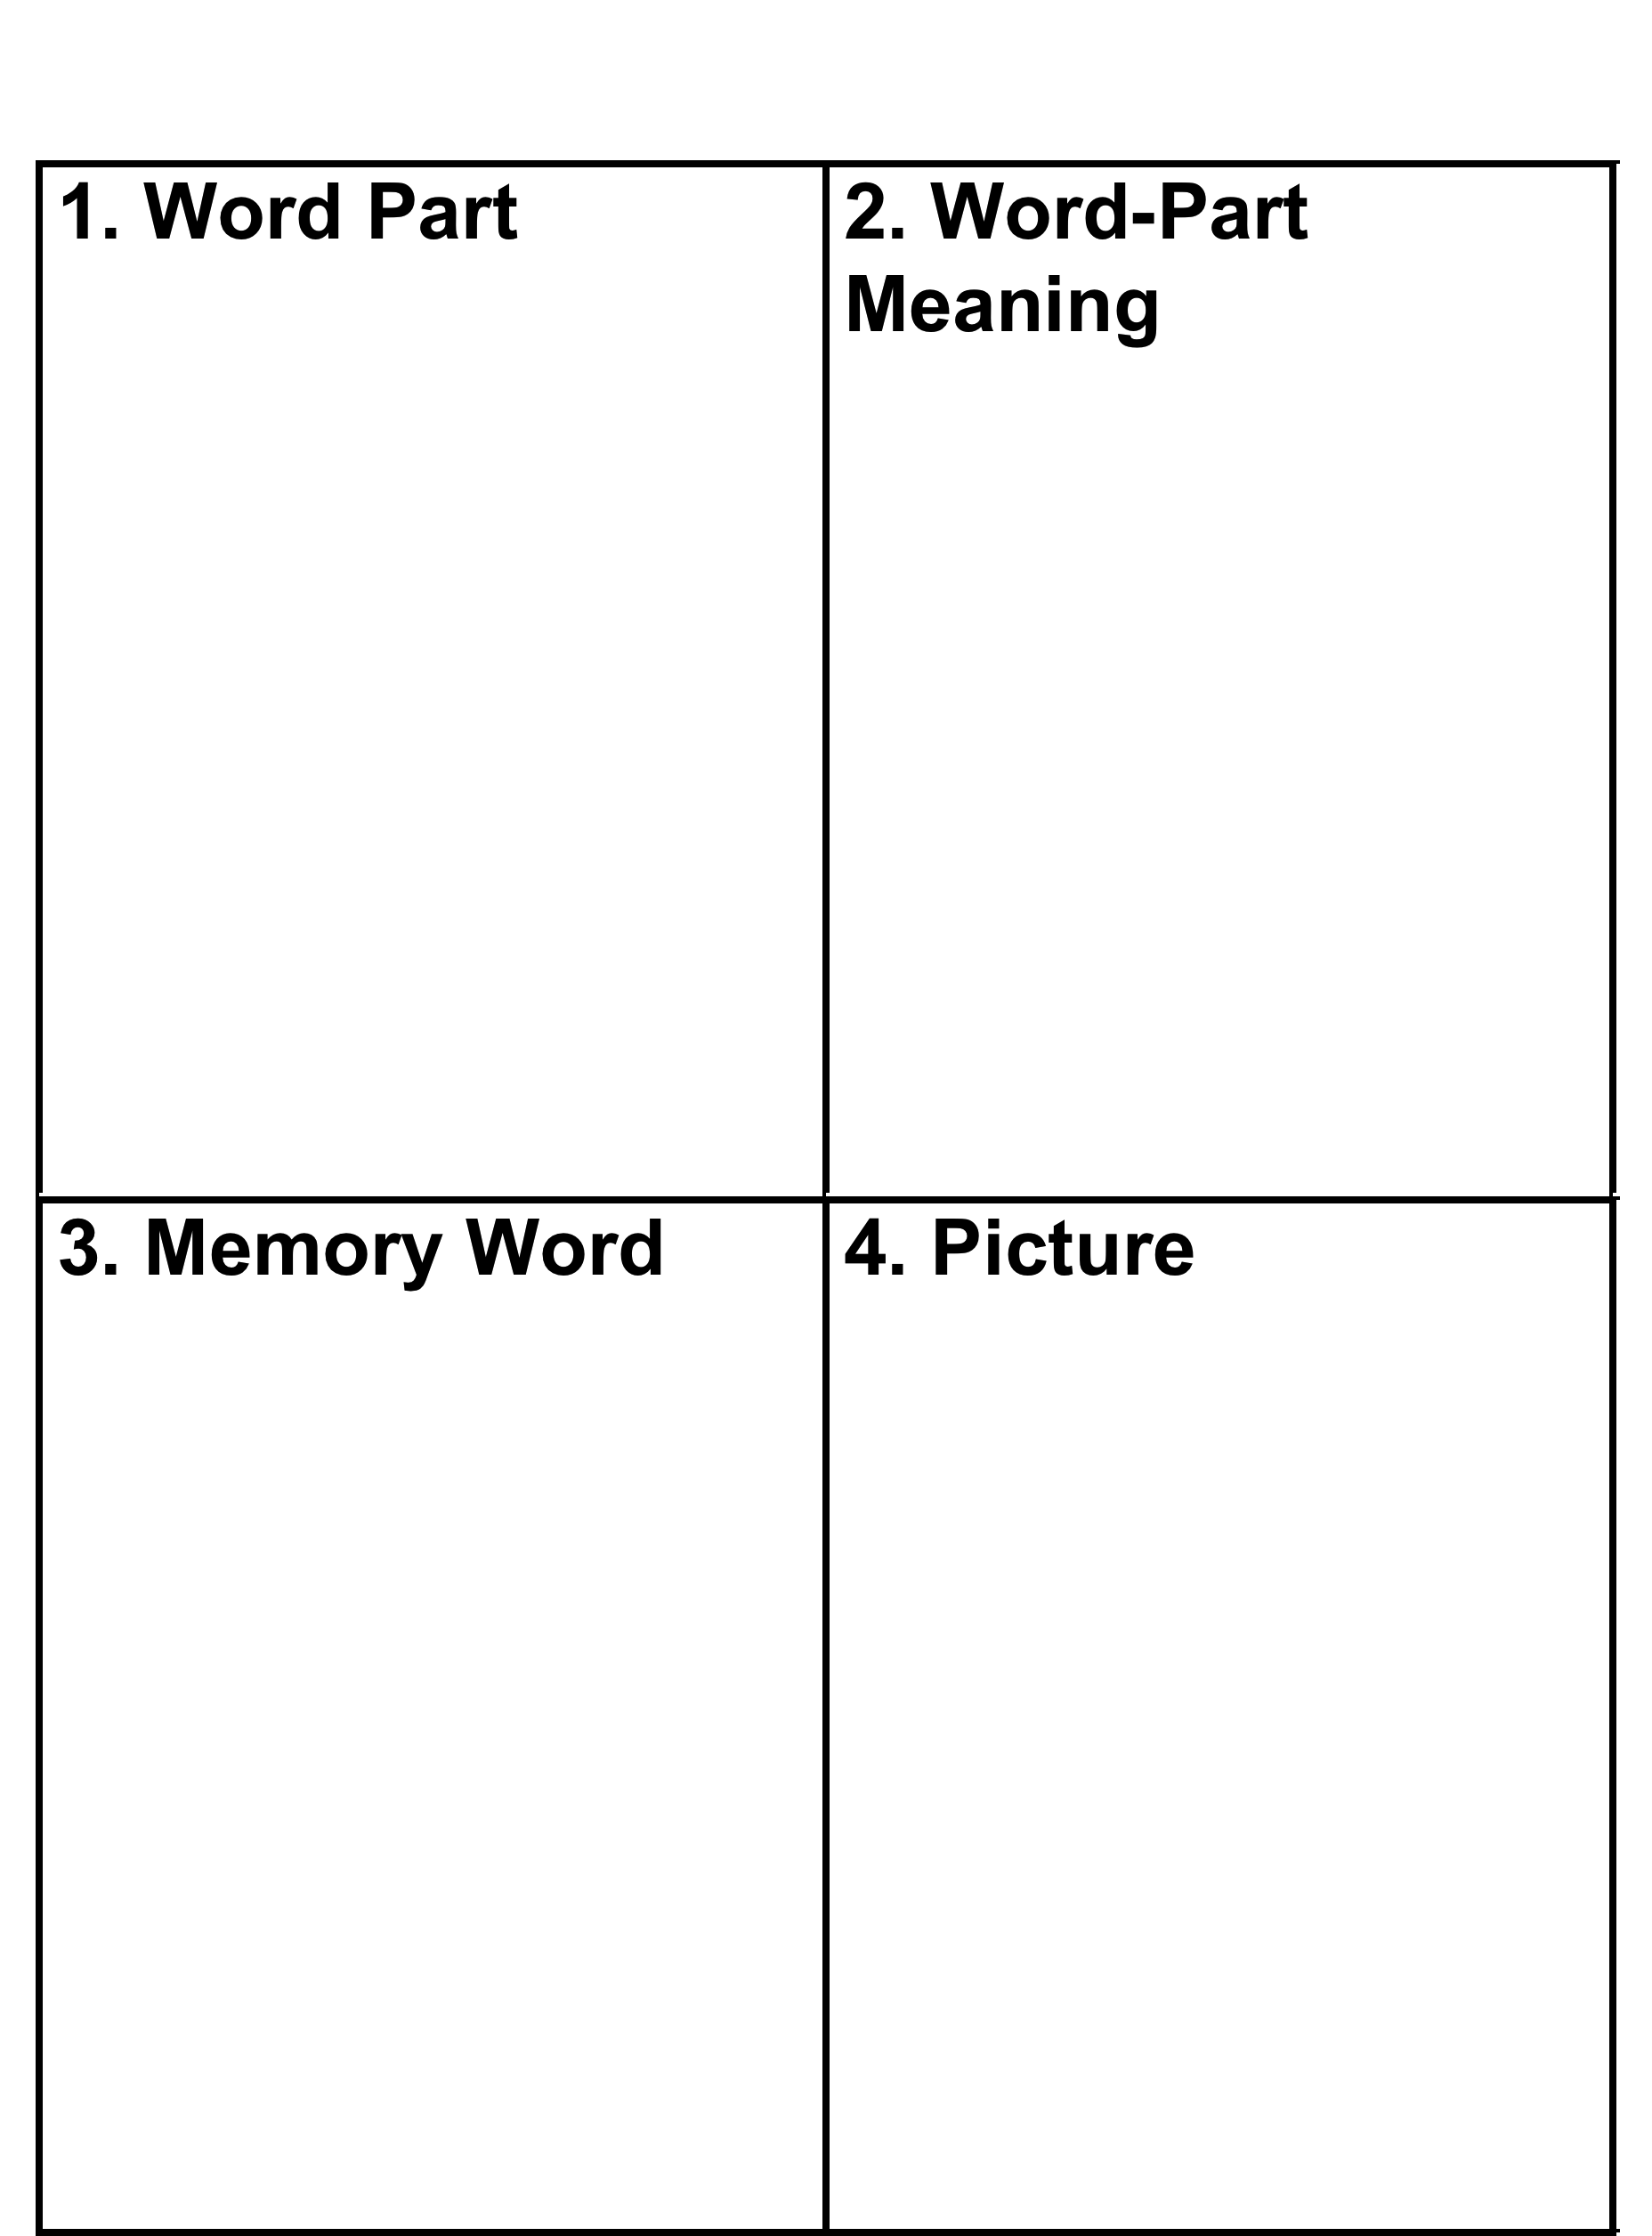 1. Word Part
2. Word-Part
Meaning
3. Memory Word
4. Picture